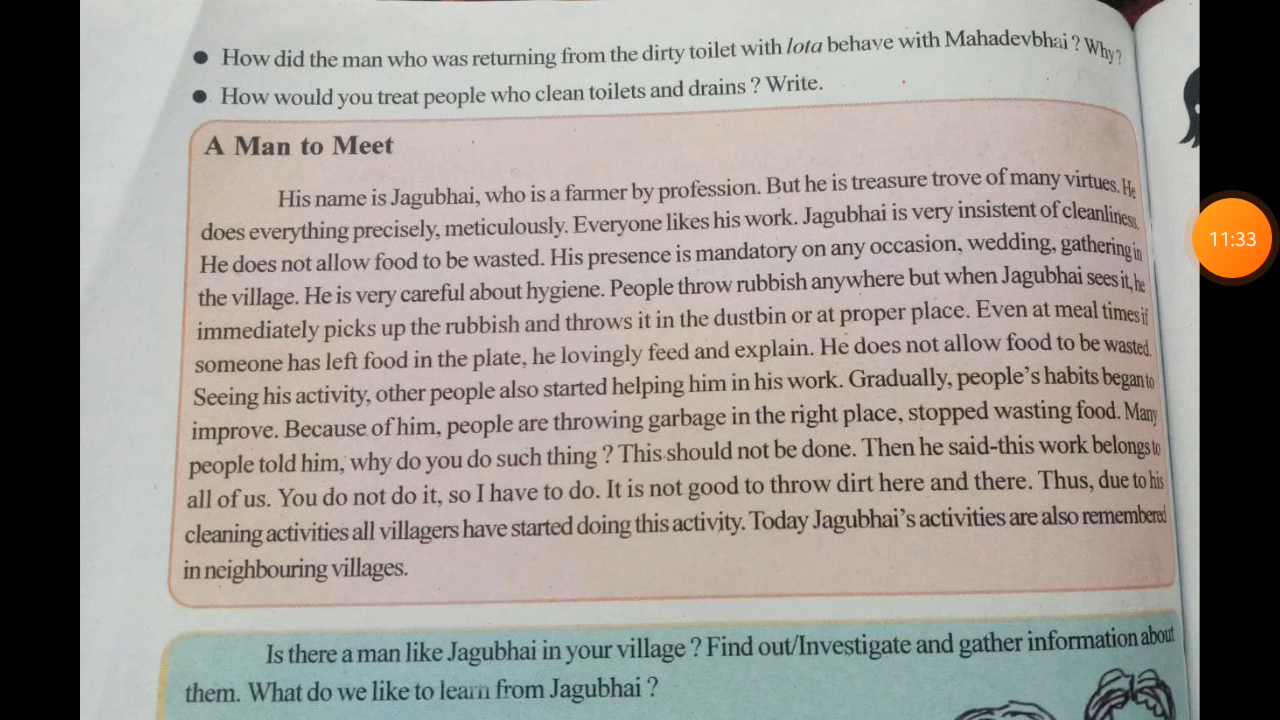 ● How did the man who was returning from the dirty toilet with lota behave with Mahadevbhai ? Why?
● How would you treat people who clean toilets and drains ? Write.
A Man to Meet
His name is Jagubhai, who is a farmer by profession. But he is treasure trove of many virtues. He
does everything precisely, meticulously. Everyone likes his work. Jagubhai is very insistent of cleanliness.
He does not allow food to be wasted. His presence is mandatory on any occasion, wedding, gathering in
the village. He is very careful about hygiene. People throw rubbish anywhere but when Jagubhai sees it, he
immediately picks up the rubbish and throws it in the dustbin or at proper place. Even at meal times if
someone has left food in the plate, he lovingly feed and explain. He does not allow food to be wasted.
Seeing his activity, other people also started helping him in his work. Gradually, people's habits began to
improve. Because of him, people are throwing garbage in the right place, stopped wasting food. Many
people told him, why do you do such thing ? This should not be done. Then he said-this work belongs to
all of us. You do not do it, so I have to do. It is not good to throw dirt here and there. Thus, due to his
cleaning activities all villagers have started doing this activity. Today Jagubhai's activities are also remembered
in neighbouring villages.
Is there a man like Jagubhai in your village ? Find out/Investigate and gather information about
them. What do we like to learn from Jagubhai ?
11:33